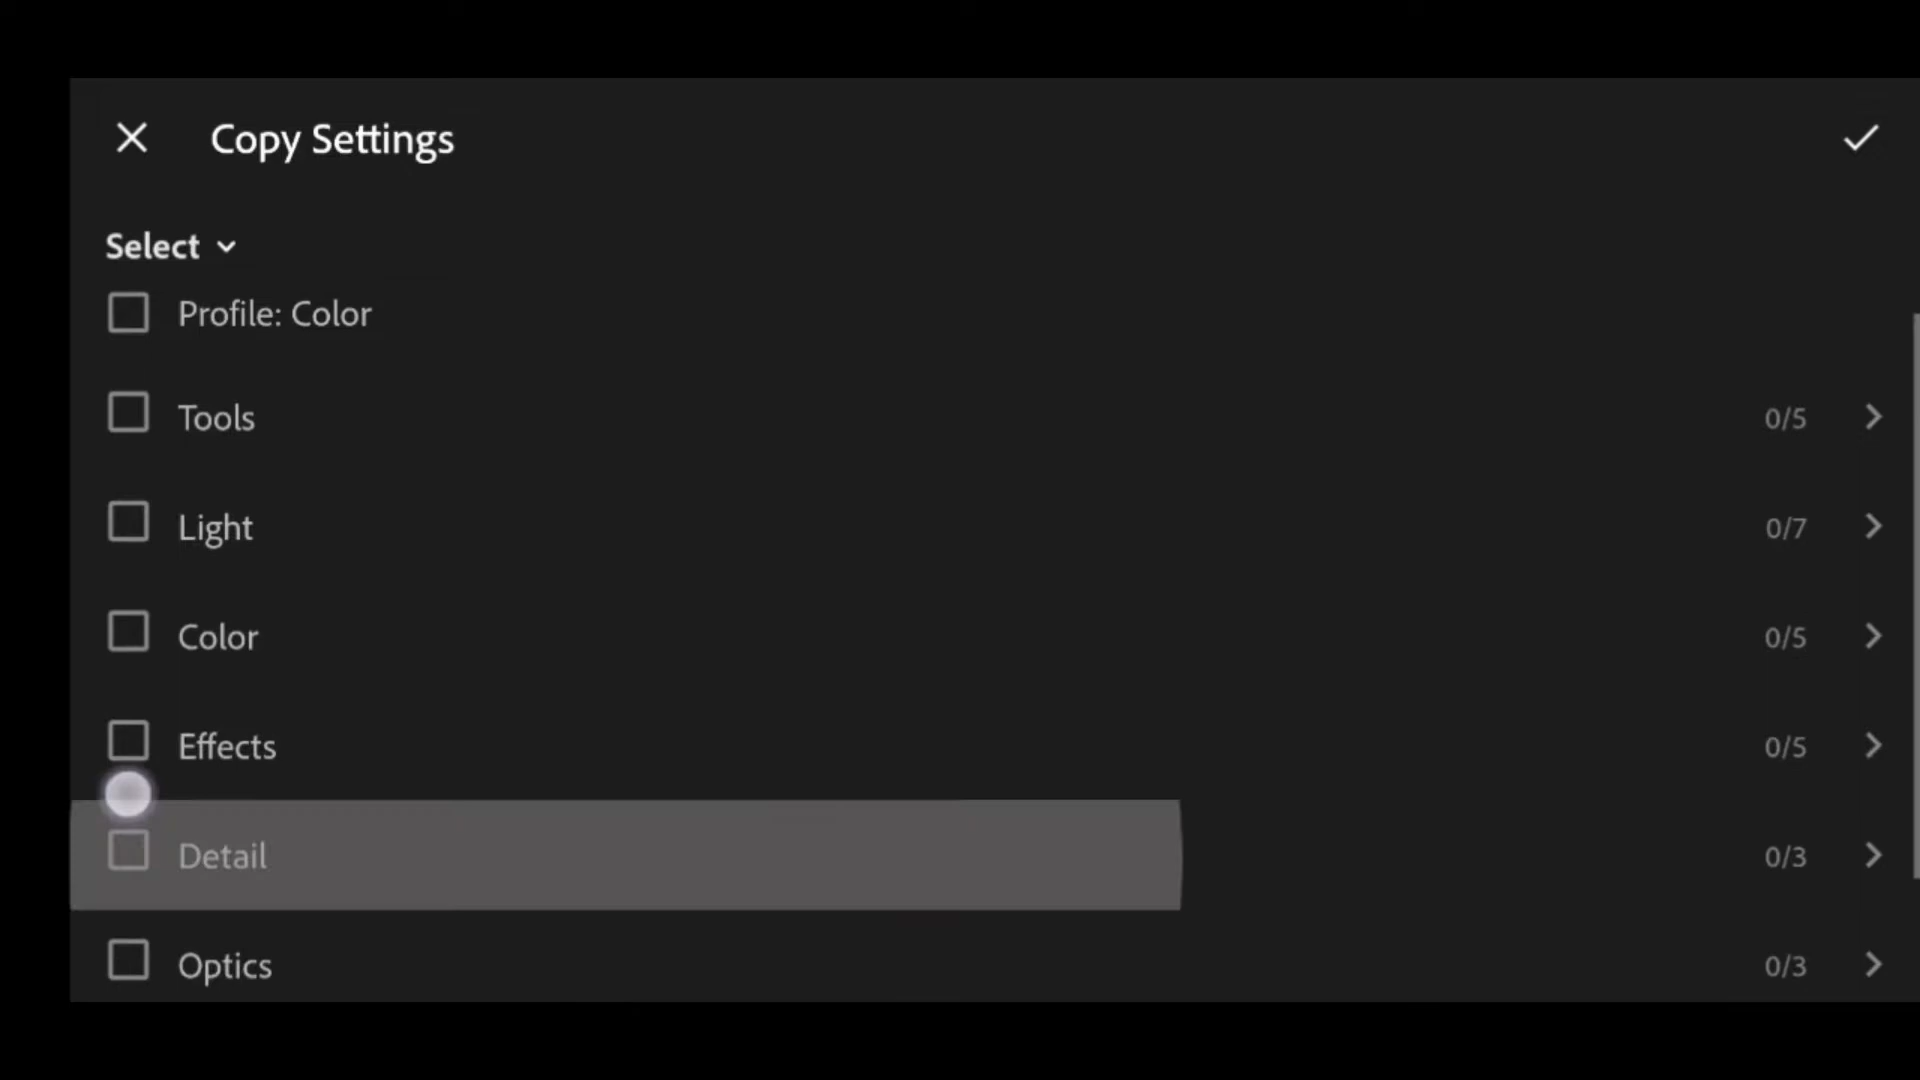 Copy Settings
Select
Profile: Color
Tools 0/5
Light 0/7
Color 0/5
Effects 0/5
Detail 0/3
Optics 0/3